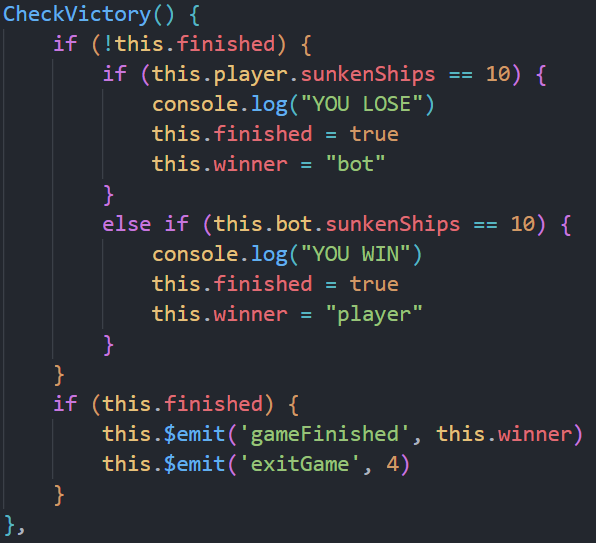 CheckVictory() {
    if (!this.finished) {
        if (this.player.sunkenShips == 10) {
            console.log("YOU LOSE")
            this.finished = true
            this.winner = "bot"
        }
        else if (this.bot.sunkenShips == 10) {
            console.log("YOU WIN")
            this.finished = true
            this.winner = "player"
        }
    }
    if (this.finished) {
        this.$emit('gameFinished', this.winner)
        this.$emit('exitGame', 4)
    }
},